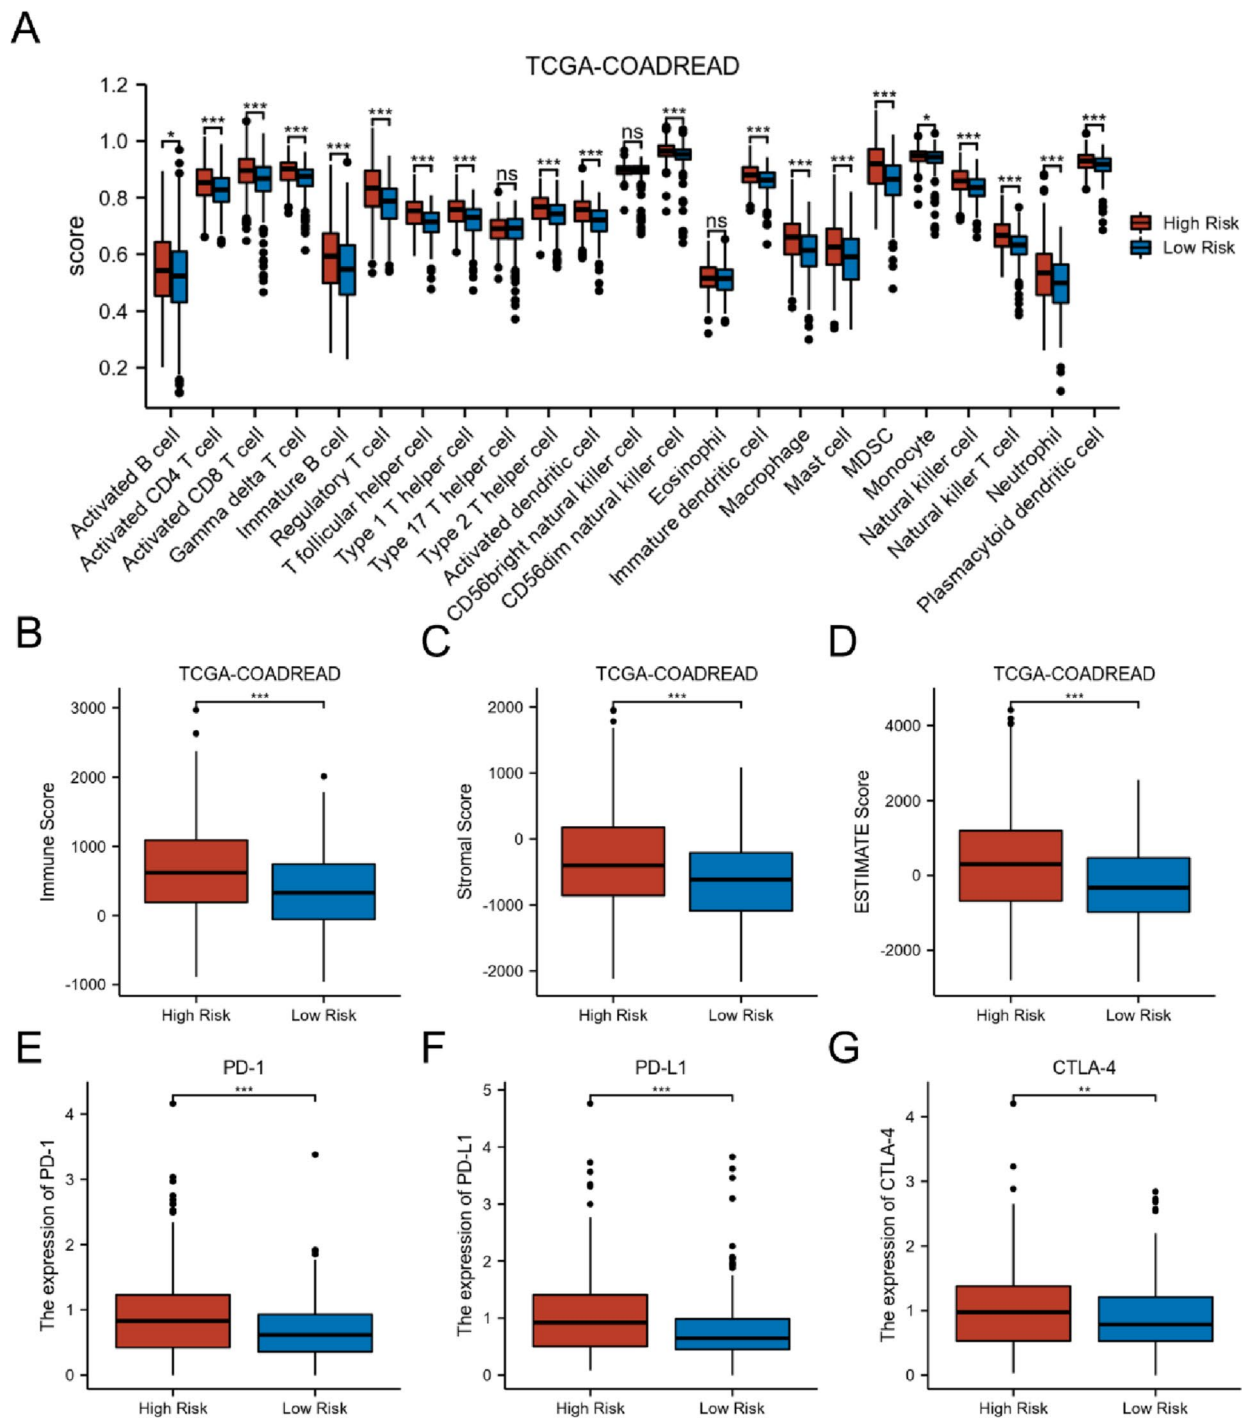 A
TCGA-COADREAD
score
1.2
1.0
0.8
0.6
0.4
0.2
* *** *** *** *** *** *** *** ns *** *** ns *** ns *** *** *** *** * *** *** *** ***
High Risk
Low Risk
Activated B cell
Activated CD4 T cell
Activated CD8 T cell
Gamma delta T cell
Immature B cell
Regulatory T cell
T follicular helper cell
Type 1 T helper cell
Type 17 T helper cell
Type 2 T helper cell
Activated dendritic cell
CD56bright natural killer cell
CD56dim natural killer cell
Eosinophil
Immature dendritic cell
Macrophage
Mast cell
MDSC
Monocyte
Natural killer cell
Natural killer T cell
Neutrophil
Plasmacytoid dendritic cell
B
TCGA-COADREAD
***
Immune Score
3000
2000
1000
0
-1000
High Risk
Low Risk
C
TCGA-COADREAD
***
Stromal Score
2000
1000
0
-1000
-2000
High Risk
Low Risk
D
TCGA-COADREAD
***
ESTIMATE Score
4000
2000
0
-2000
High Risk
Low Risk
E
PD-1
***
The expression of PD-1
4
3
2
1
0
High Risk
Low Risk
F
PD-L1
***
The expression of PD-L1
5
4
3
2
1
0
High Risk
Low Risk
G
CTLA-4
**
The expression of CTLA-4
4
3
2
1
0
High Risk
Low Risk